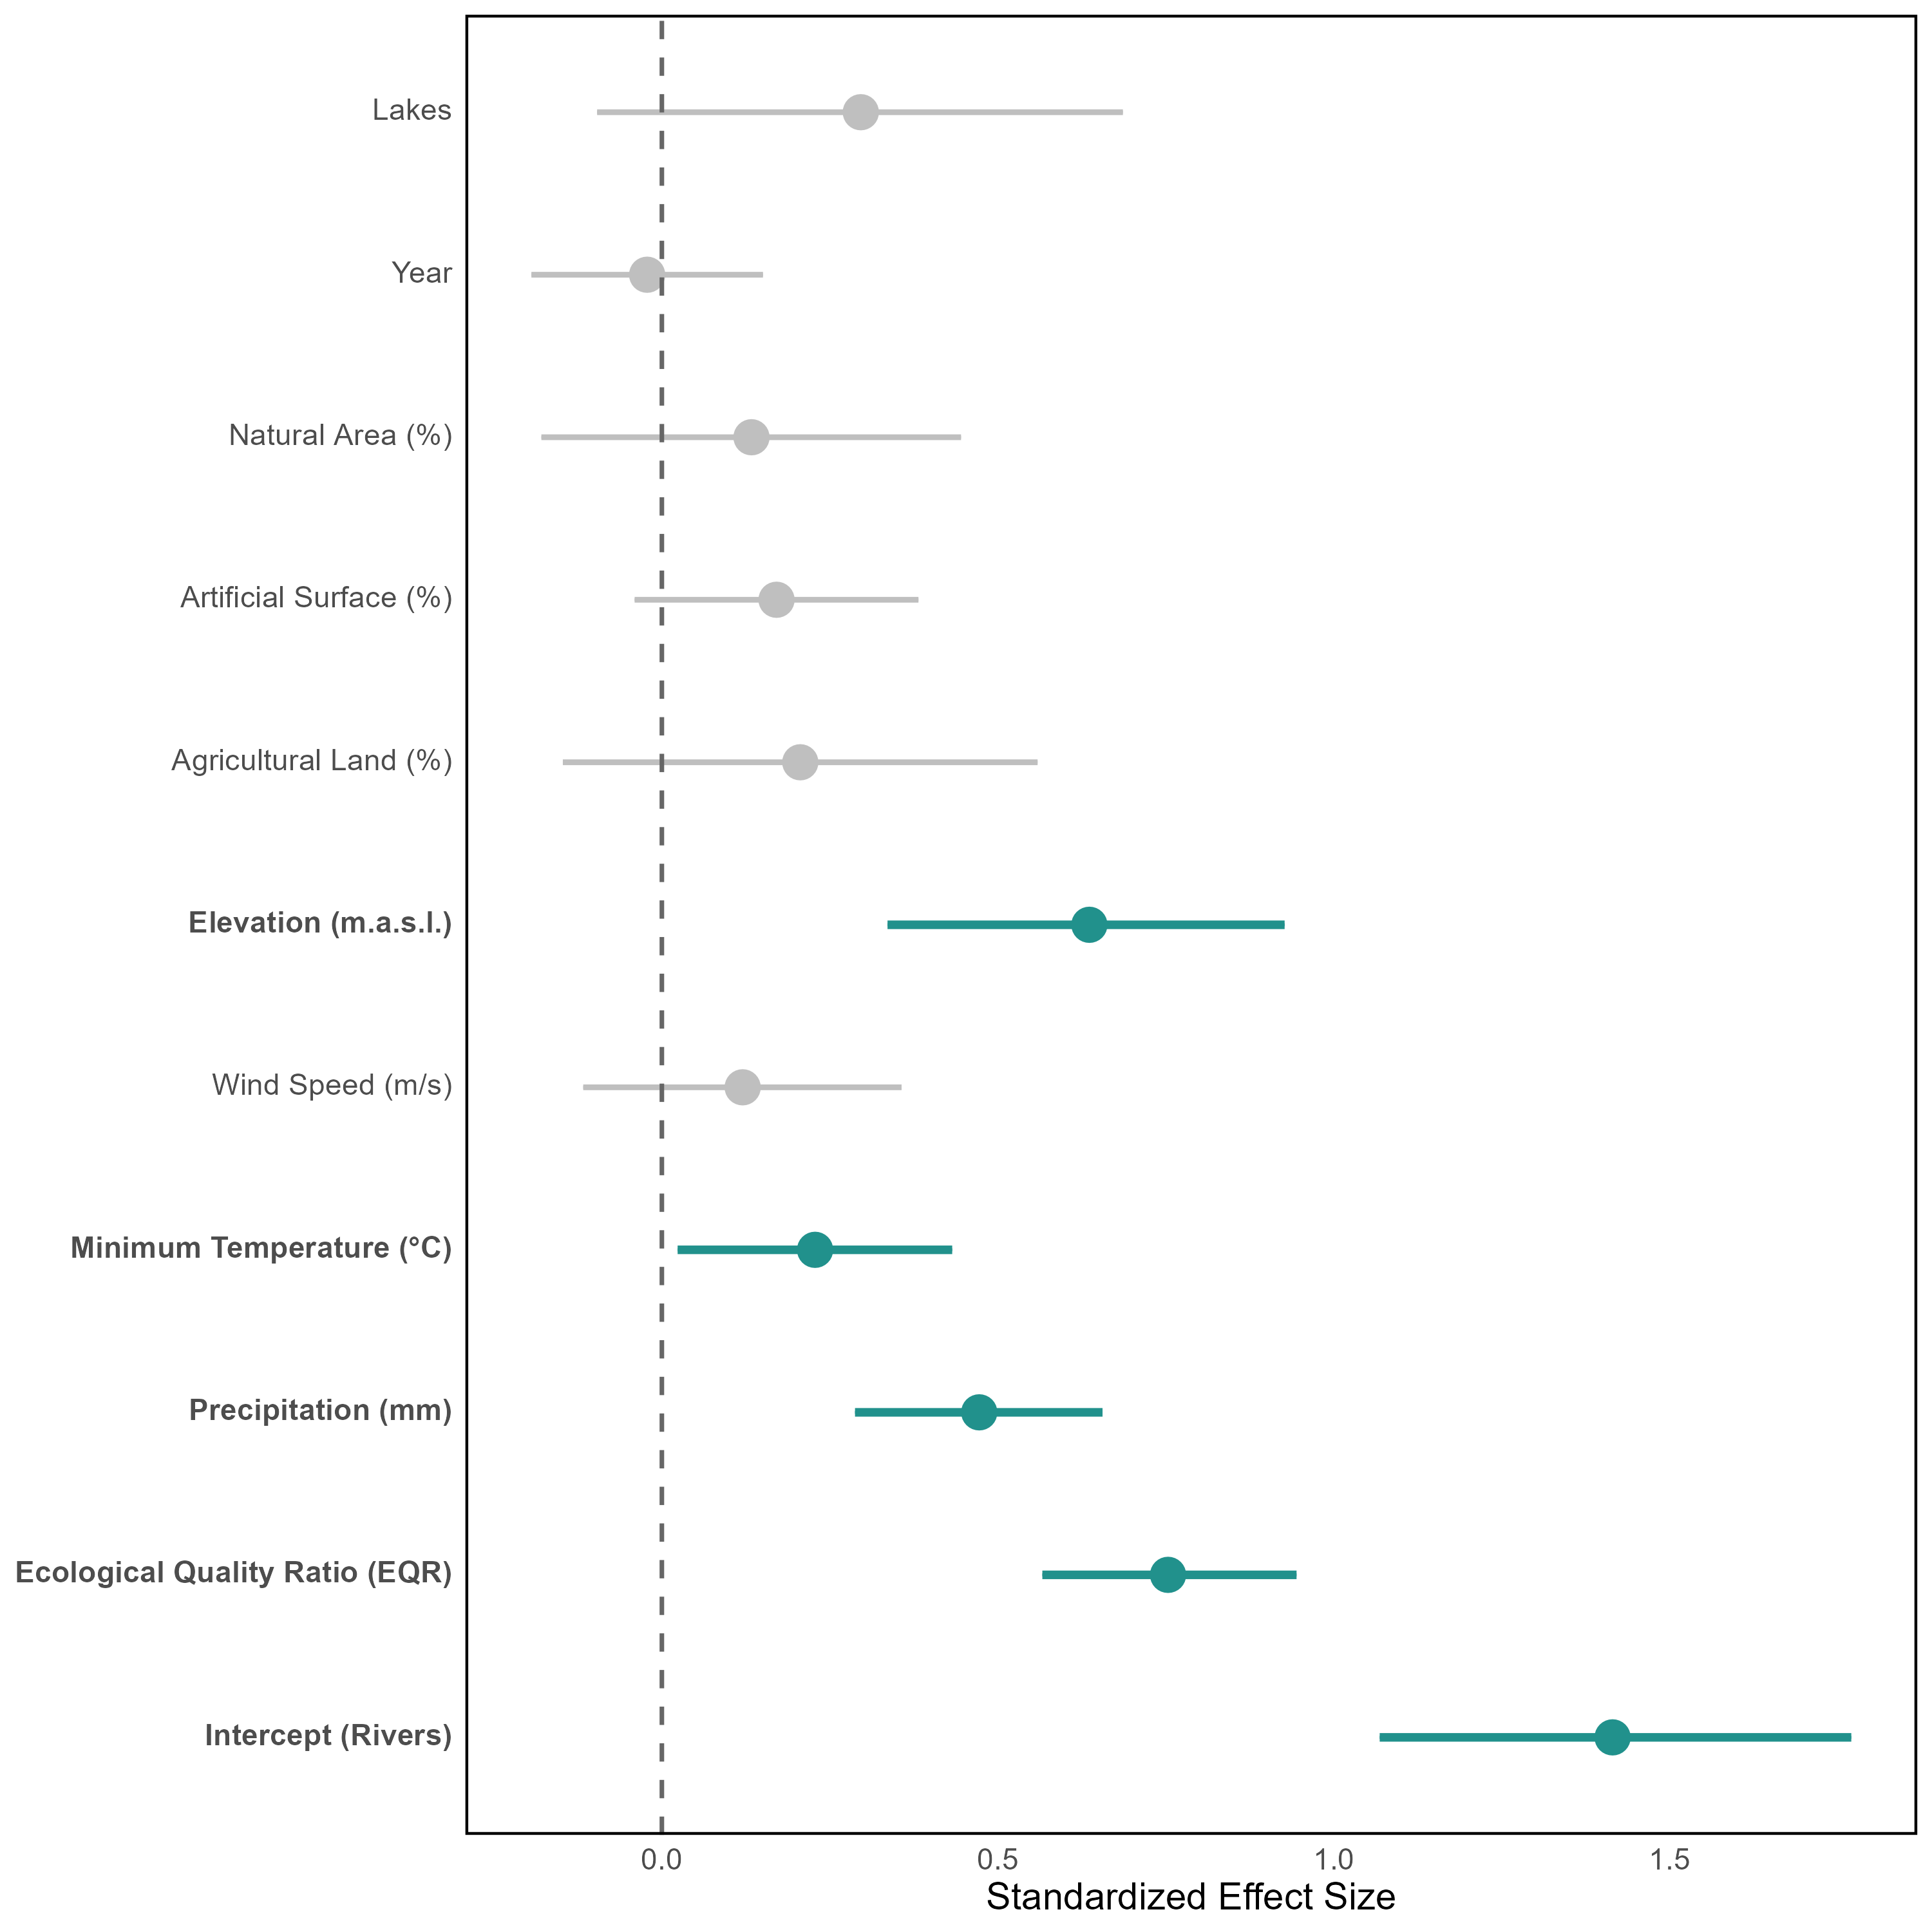 Lakes
Year
Natural Area (%)
Artificial Surface (%)
Agricultural Land (%)
Elevation (m.a.s.l.)
Wind Speed (m/s)
Minimum Temperature (°C)
Precipitation (mm)
Ecological Quality Ratio (EQR)
Intercept (Rivers)
0.0 0.5 1.0 1.5
Standardized Effect Size